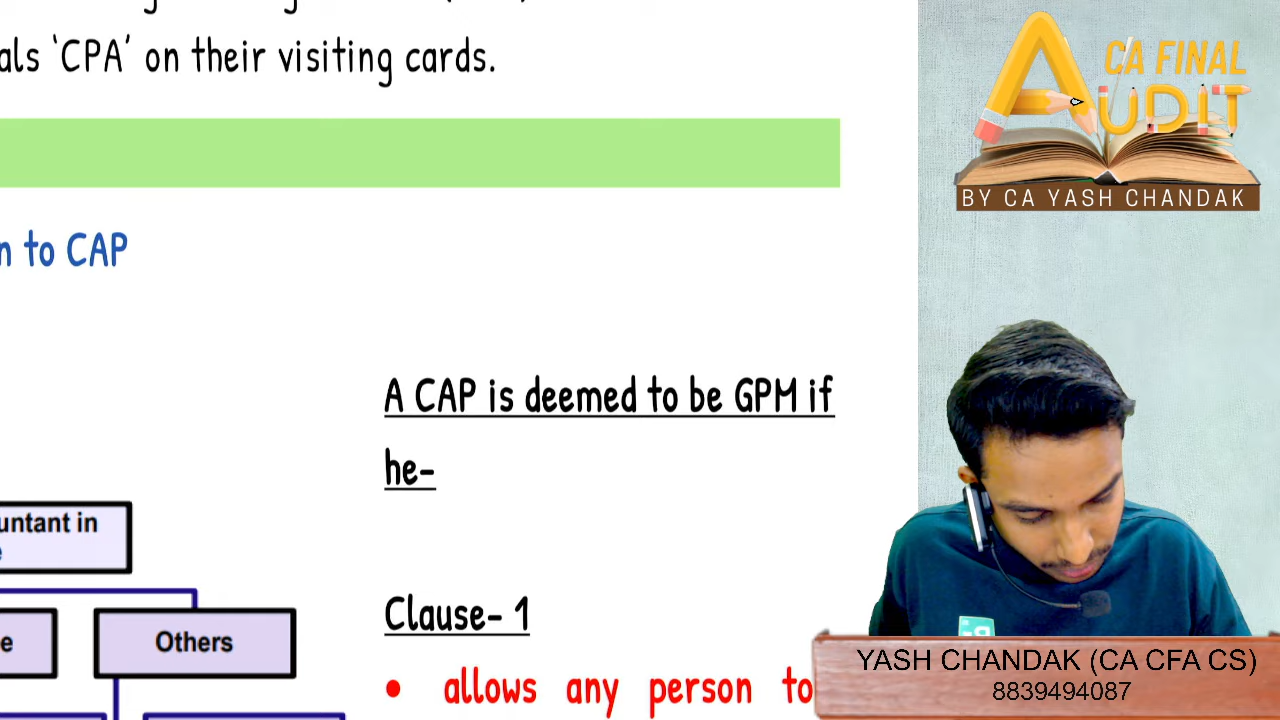 als 'CPA' on their visiting cards.
n to CAP
A CAP is deemed to be GPM if
he-
untant in
e
e
Others
Clause- 1
• allows any person to
CA FINAL
AUDIT
BY CA YASH CHANDAK
YASH CHANDAK (CA CFA CS)
8839494087